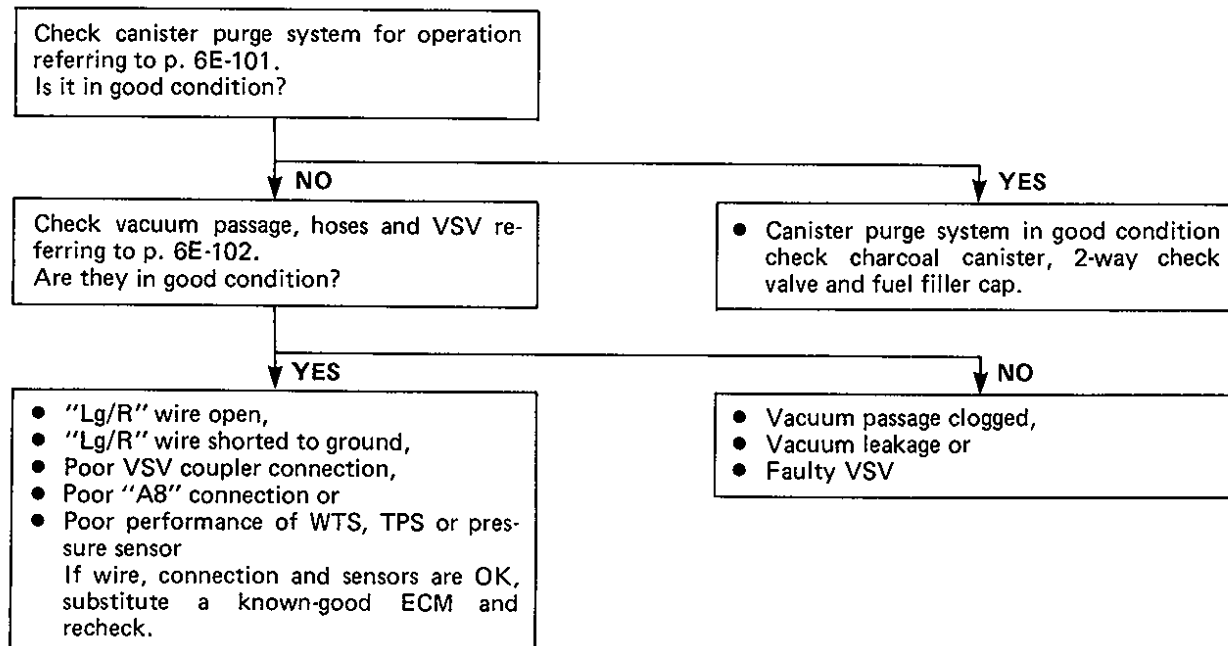 Check canister purge system for operation
referring to p. 6E-101.
Is it in good condition?
NO
YES
Check vacuum passage, hoses and VSV re-
ferring to p. 6E-102.
Are they in good condition?
● Canister purge system in good condition
check charcoal canister, 2-way check
valve and fuel filler cap.
YES
NO
● "Lg/R" wire open,
● "Lg/R" wire shorted to ground,
● Poor VSV coupler connection,
● Poor "A8" connection or
● Poor performance of WTS, TPS or pres-
sure sensor
If wire, connection and sensors are OK,
substitute a known-good ECM and
recheck.
● Vacuum passage clogged,
● Vacuum leakage or
● Faulty VSV